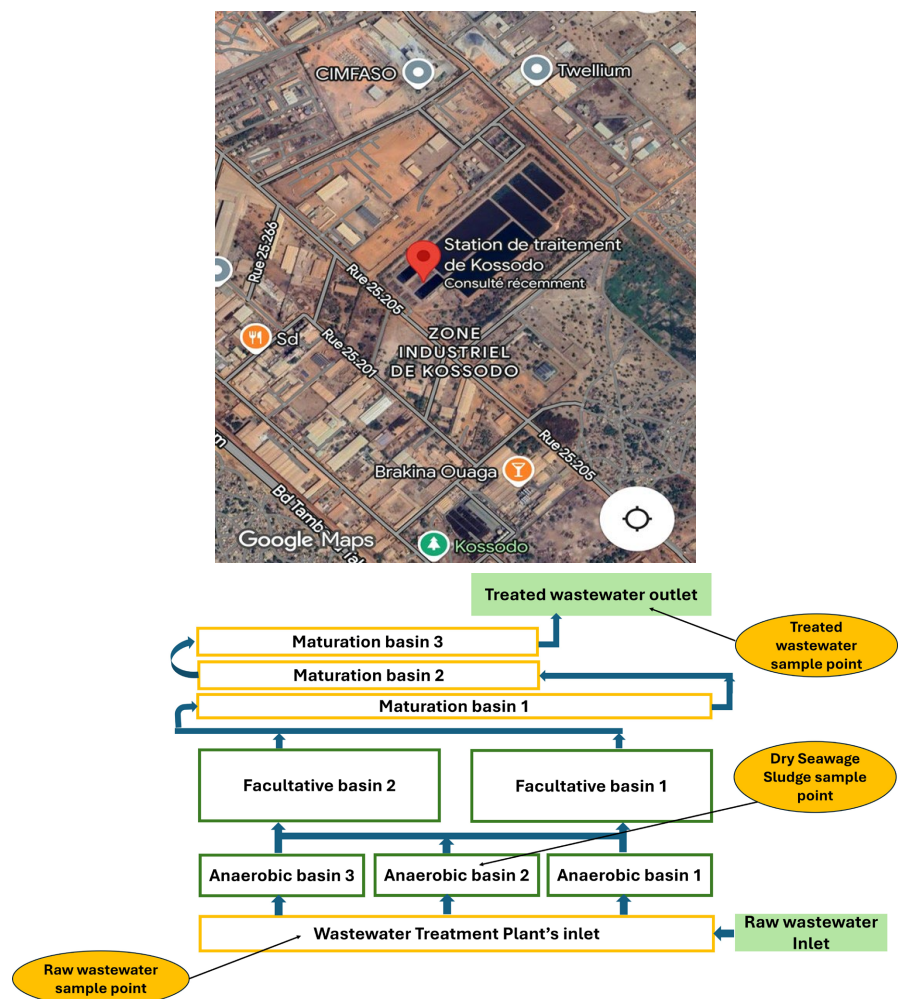 CIMFASO
Twellium
Rue 25.266
Station de traitement
de Kossodo
Consulté récemment
Rue 25.205
ZONE
INDUSTRIEL
DE KOSSODO
Sd
Rue 25.201
Rue 25.205
Brakina Ouaga
Bd Tamb
Google Maps
Kossodo
Treated wastewater outlet
Treated
wastewater
sample point
Maturation basin 3
Maturation basin 2
Maturation basin 1
Dry Seawage
Sludge sample
point
Facultative basin 2
Facultative basin 1
Anaerobic basin 3
Anaerobic basin 2
Anaerobic basin 1
Wastewater Treatment Plant's inlet
Raw wastewater
Inlet
Raw wastewater
sample point